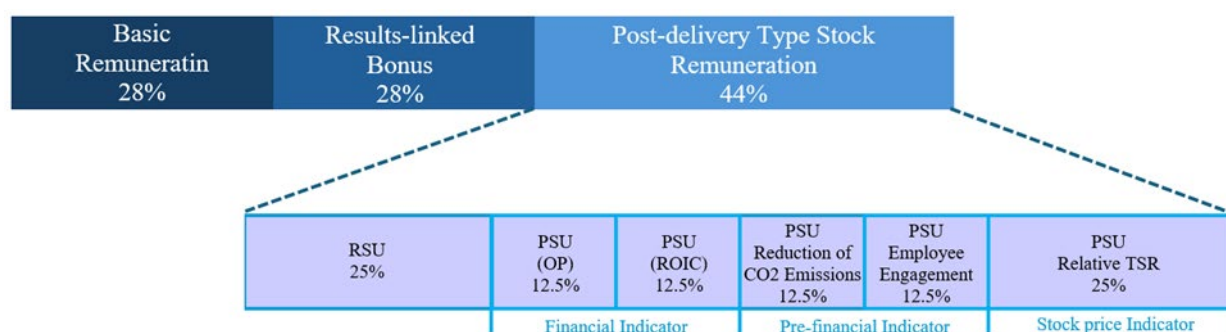 Basic
Remuneratin
28%
Results-linked
Bonus
28%
Post-delivery Type Stock
Remuneration
44%
RSU
25%
PSU
(OP)
12.5%
PSU
(ROIC)
12.5%
PSU
Reduction of
CO2 Emissions
12.5%
PSU
Employee
Engagement
12.5%
PSU
Relative TSR
25%
Financial Indicator
Pre-financial Indicator
Stock price Indicator